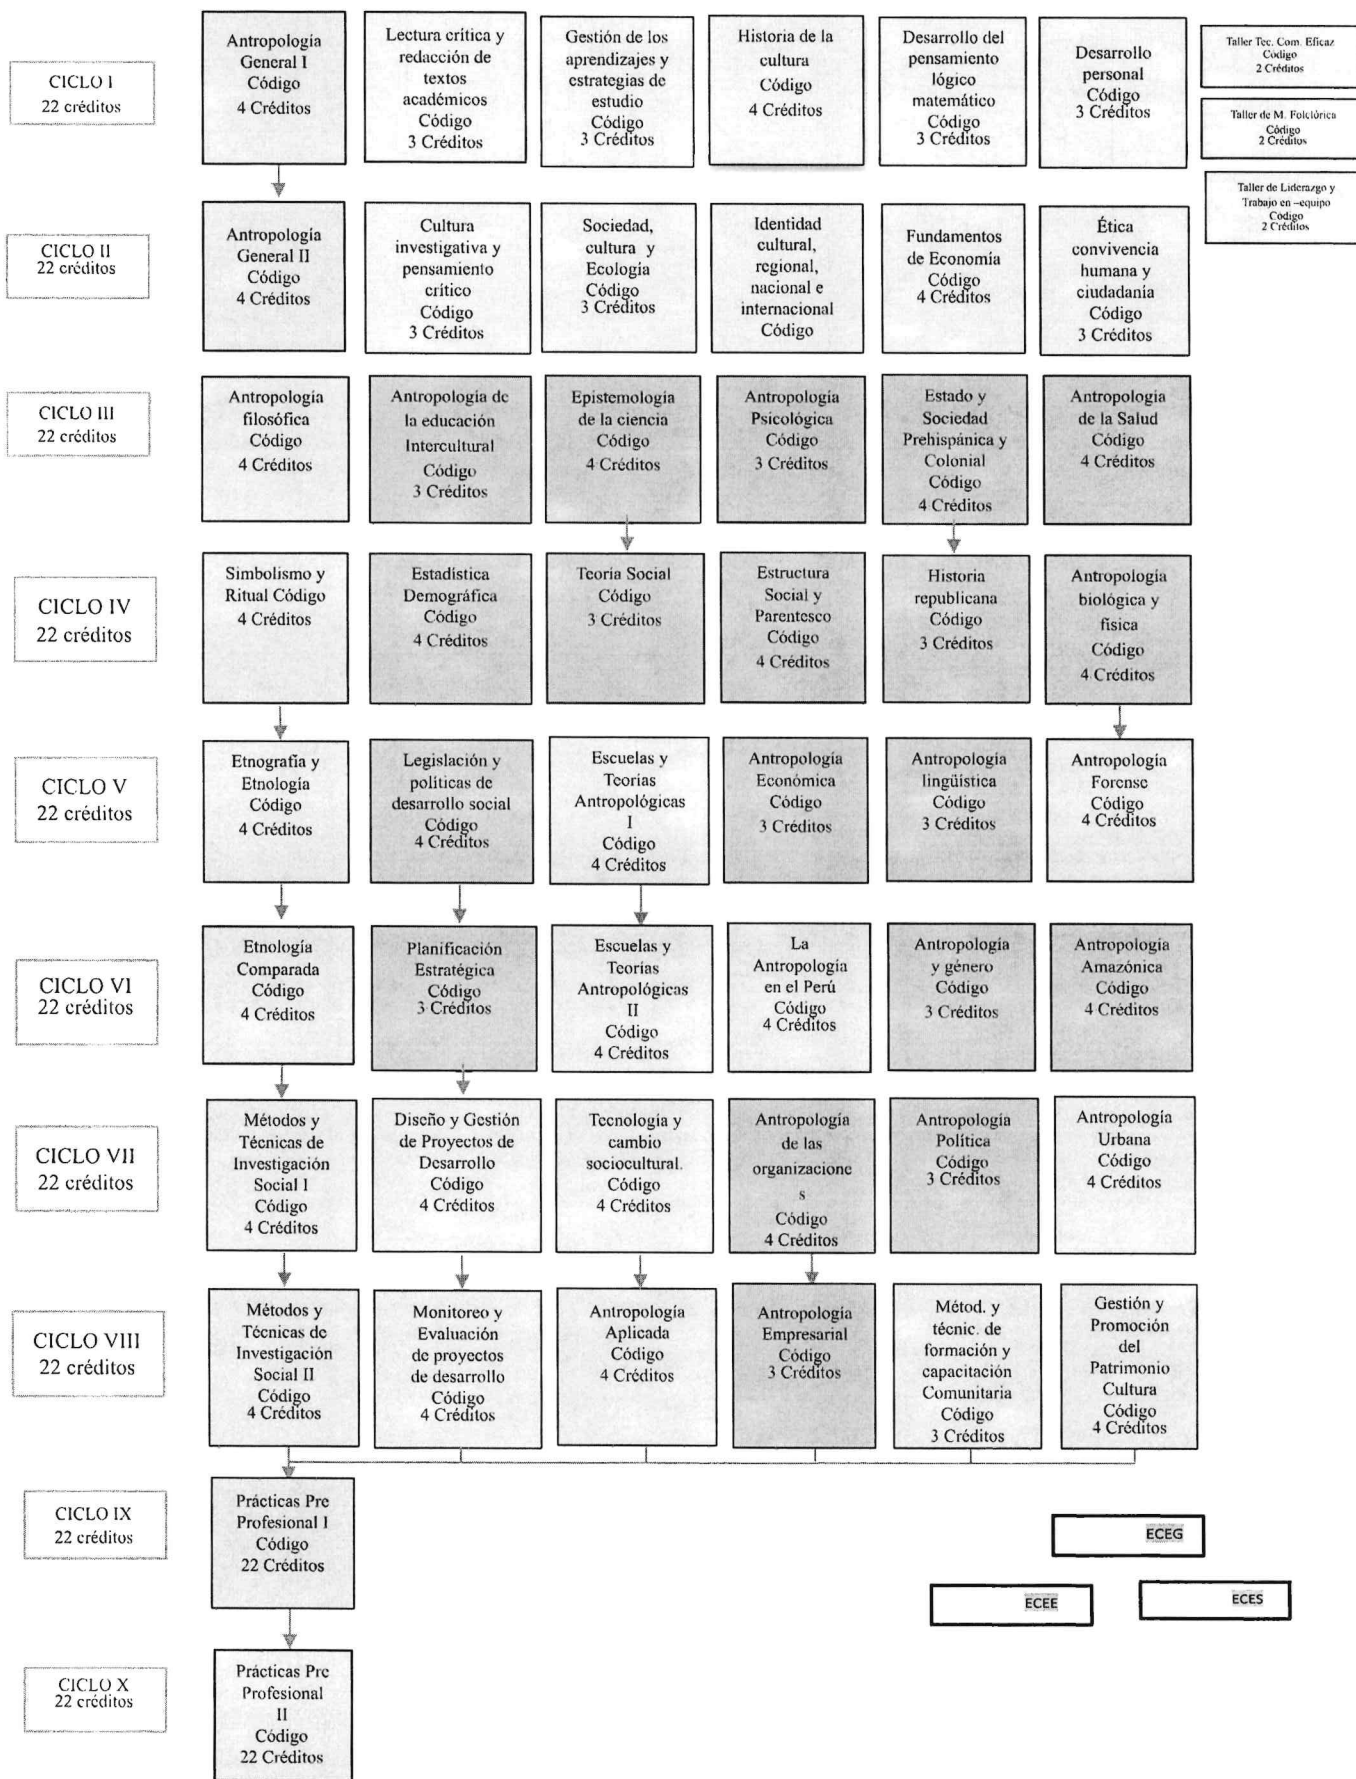 CICLO I
22 créditos
Antropología
General I
Código
4 Créditos
Lectura crítica y
redacción de
textos
académicos
Código
3 Créditos
Gestión de los
aprendizajes y
estrategias de
estudio
Código
3 Créditos
Historia de la
cultura
Código
4 Créditos
Desarrollo del
pensamiento
lógico
matemático
Código
3 Créditos
Desarrollo
personal
Código
3 Créditos
Taller Tec. Com. Eficaz
Código
2 Créditos
Taller de M. Folclórica
Código
2 Créditos
Taller de Liderazgo y
Trabajo en –equipo
Código
2 Créditos
CICLO II
22 créditos
Antropología
General II
Código
4 Créditos
Cultura
investigativa y
pensamiento
crítico
Código
3 Créditos
Sociedad,
cultura y
Ecología
Código
3 Créditos
Identidad
cultural,
regional,
nacional e
internacional
Código
Fundamentos
de Economía
Código
4 Créditos
Ética
convivencia
humana y
ciudadanía
Código
3 Créditos
CICLO III
22 créditos
Antropología
filosófica
Código
4 Créditos
Antropología de
la educación
Intercultural
Código
3 Créditos
Epistemología
de la ciencia
Código
4 Créditos
Antropología
Psicológica
Código
3 Créditos
Estado y
Sociedad
Prehispánica y
Colonial
Código
4 Créditos
Antropología
de la Salud
Código
4 Créditos
CICLO IV
22 créditos
Simbolismo y
Ritual Código
4 Créditos
Estadística
Demográfica
Código
4 Créditos
Teoría Social
Código
3 Créditos
Estructura
Social y
Parentesco
Código
4 Créditos
Historia
republicana
Código
3 Créditos
Antropología
biológica y
física
Código
4 Créditos
CICLO V
22 créditos
Etnografía y
Etnología
Código
4 Créditos
Legislación y
políticas de
desarrollo social
Código
4 Créditos
Escuelas y
Teorías
Antropológicas
I
Código
4 Créditos
Antropología
Económica
Código
3 Créditos
Antropología
lingüística
Código
3 Créditos
Antropología
Forense
Código
4 Créditos
CICLO VI
22 créditos
Etnología
Comparada
Código
4 Créditos
Planificación
Estratégica
Código
3 Créditos
Escuelas y
Teorías
Antropológicas
II
Código
4 Créditos
La
Antropología
en el Perú
Código
4 Créditos
Antropología
y género
Código
3 Créditos
Antropología
Amazónica
Código
4 Créditos
CICLO VII
22 créditos
Métodos y
Técnicas de
Investigación
Social I
Código
4 Créditos
Diseño y Gestión
de Proyectos de
Desarrollo
Código
4 Créditos
Tecnología y
cambio
sociocultural.
Código
4 Créditos
Antropología
de las
organizacione
s
Código
4 Créditos
Antropología
Política
Código
3 Créditos
Antropología
Urbana
Código
4 Créditos
CICLO VIII
22 créditos
Métodos y
Técnicas de
Investigación
Social II
Código
4 Créditos
Monitoreo y
Evaluación
de proyectos
de desarrollo
Código
4 Créditos
Antropología
Aplicada
Código
4 Créditos
Antropología
Empresarial
Código
3 Créditos
Métod. y
técnic. de
formación y
capacitación
Comunitaria
Código
3 Créditos
Gestión y
Promoción
del
Patrimonio
Cultura
Código
4 Créditos
CICLO IX
22 créditos
Prácticas Pre
Profesional I
Código
22 Créditos
ECEG
ECEE
ECES
CICLO X
22 créditos
Prácticas Pre
Profesional
II
Código
22 Créditos